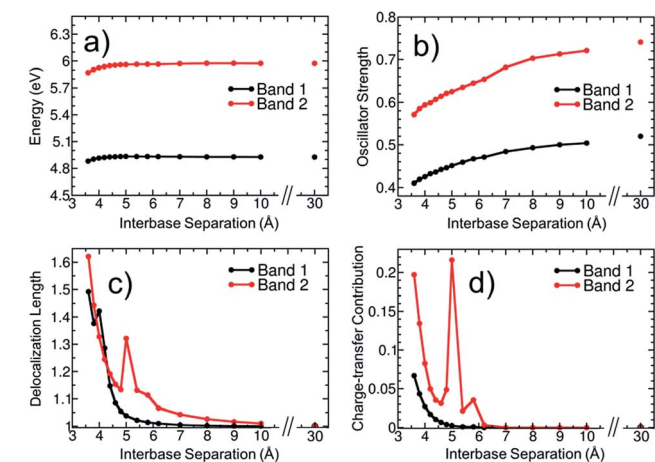 a)
6.3
6
5.7
5.4
5.1
4.8
4.5
Energy (eV)
Band 1
Band 2
3 4 5 6 7 8 9 10 // 30
Interbase Separation (Å)
b)
0.8
0.7
0.6
0.5
0.4
Oscillator Strength
Band 1
Band 2
3 4 5 6 7 8 9 10 // 30
Interbase Separation (Å)
c)
1.6
1.5
1.4
1.3
1.2
1.1
1
Delocalization Length
Band 1
Band 2
3 4 5 6 7 8 9 10 // 30
Interbase Separation (Å)
d)
0.2
0.15
0.1
0.05
0
Charge-transfer Contribution
Band 1
Band 2
3 4 5 6 7 8 9 10 // 30
Interbase Separation (Å)